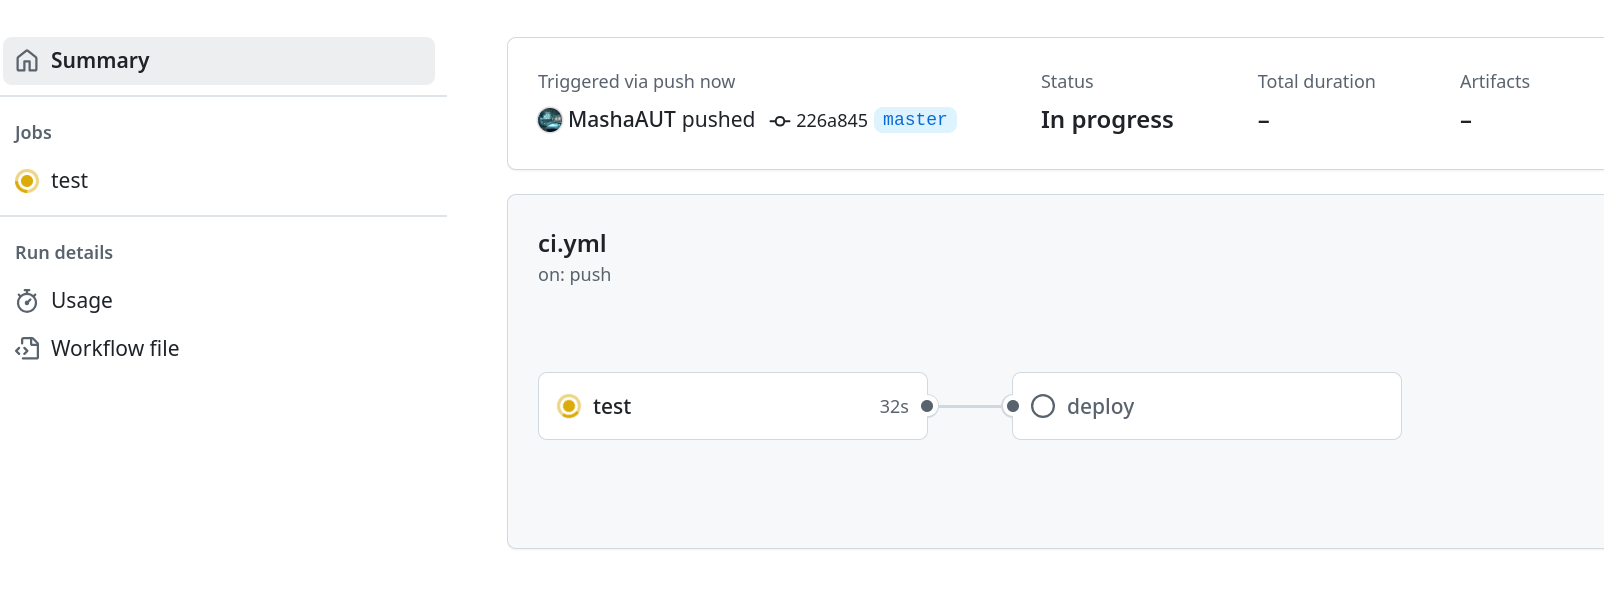 Summary
Jobs
test
Run details
Usage
Workflow file
Triggered via push now
MashaAUT pushed 226a845 master
Status
In progress
Total duration
–
Artifacts
–
ci.yml
on: push
test 32s
deploy